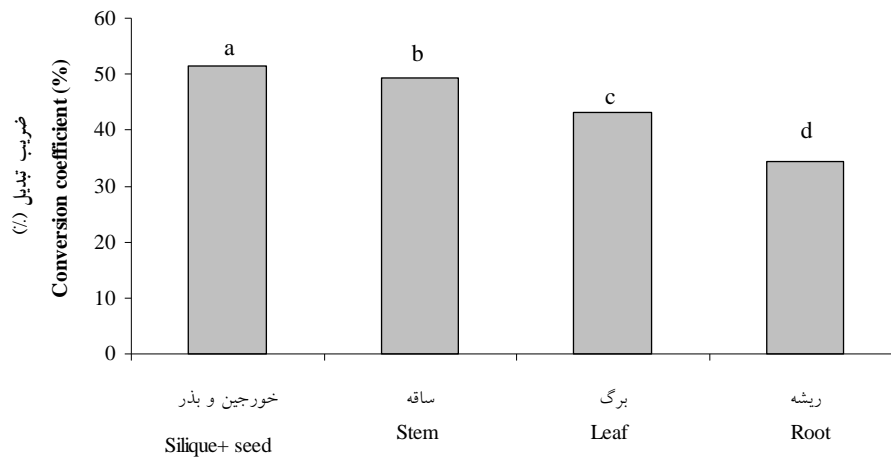 ضریب تبدیل (٪)
Conversion coefficient (%)
60
50
40
30
20
10
0
a
b
c
d
خورجین و بذر
ساقه
برگ
ریشه
Silique+ seed
Stem
Leaf
Root